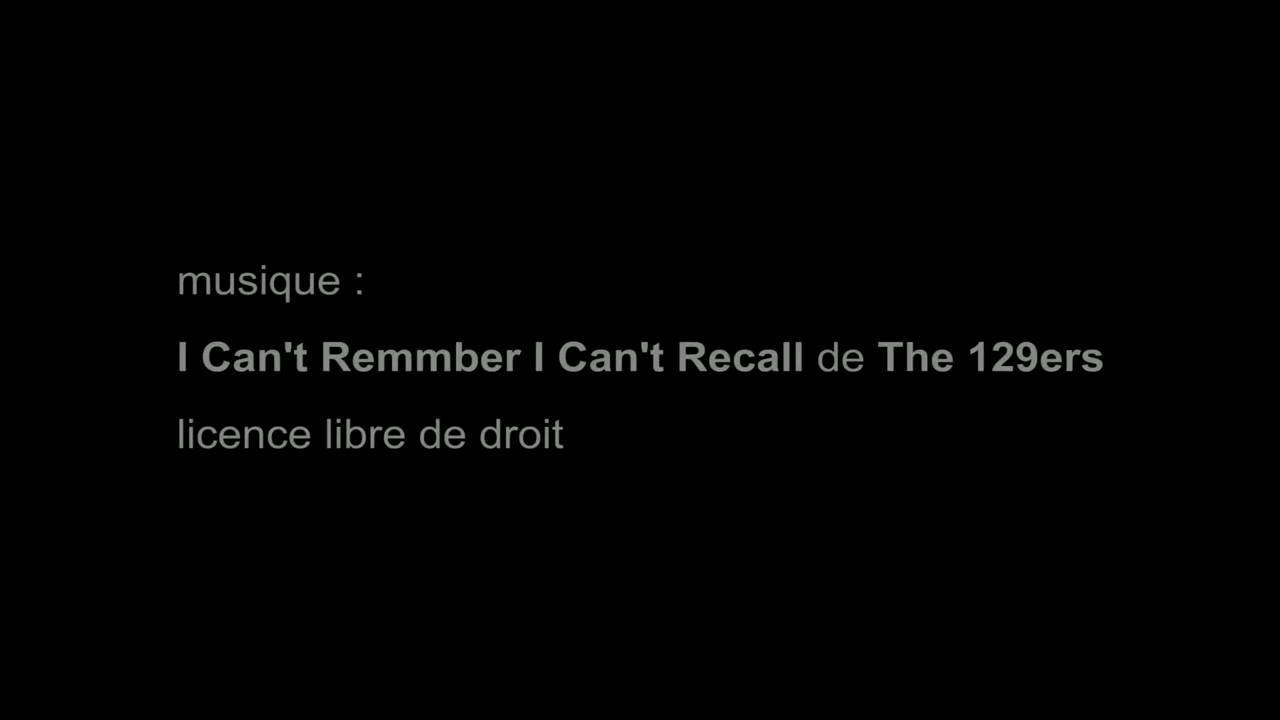 musique :
I Can't Remmber I Can't Recall de The 129ers
licence libre de droit